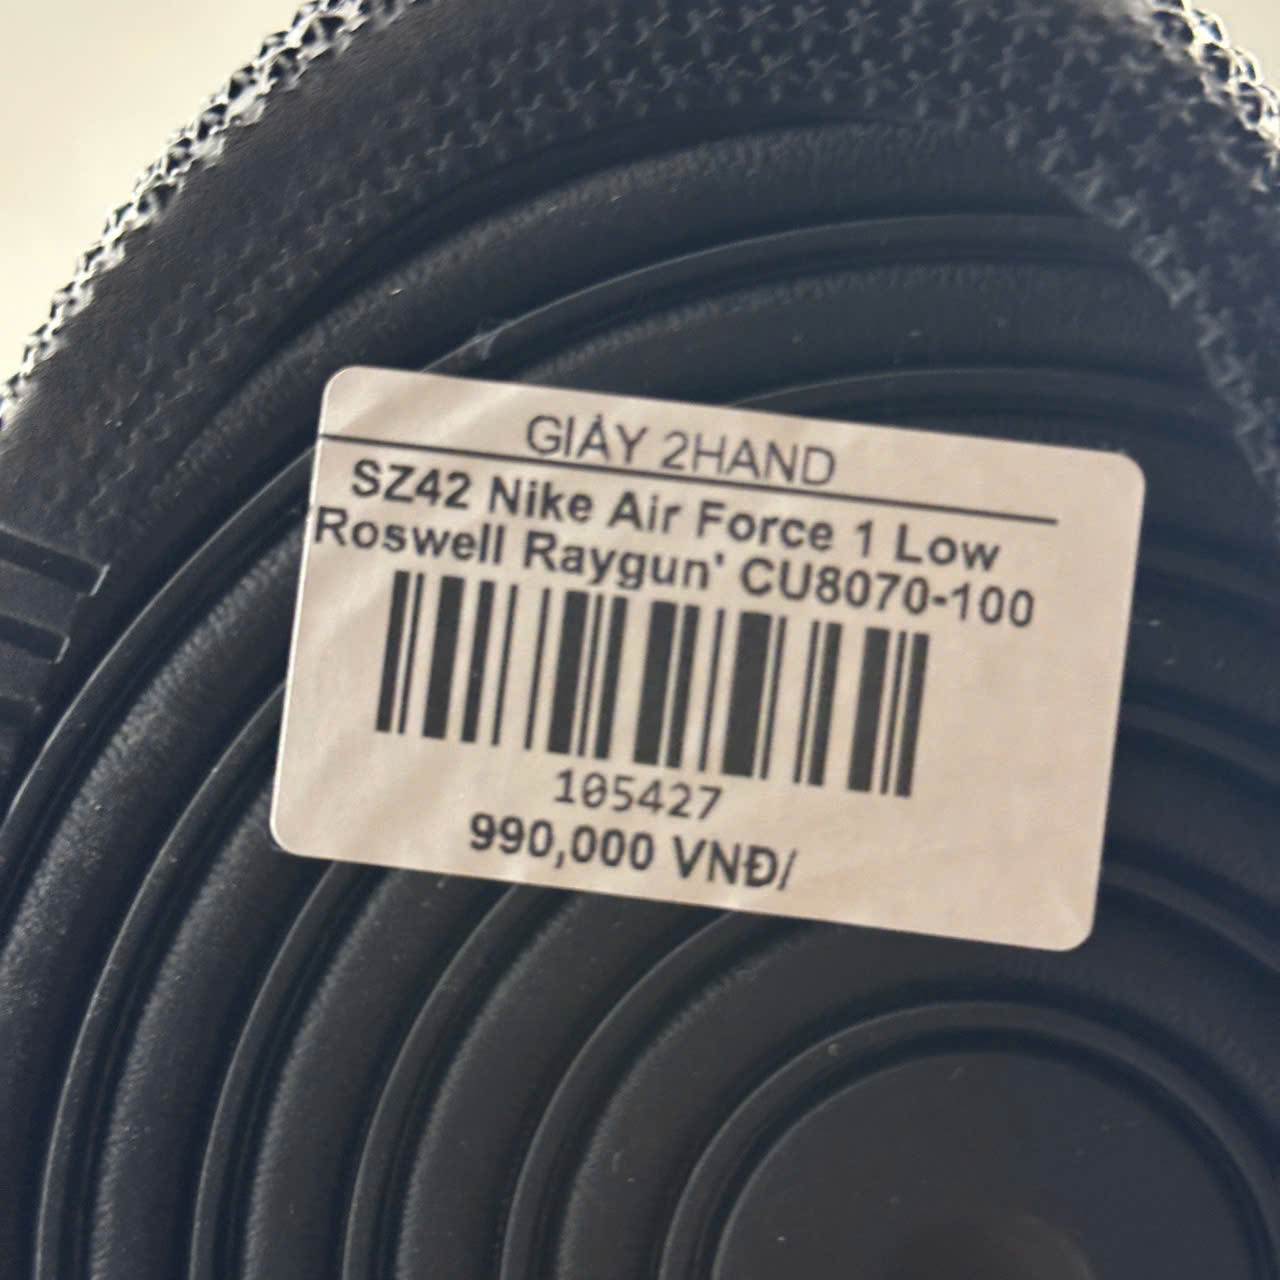 GIÀY 2HAND
SZ42 Nike Air Force 1 Low
'Roswell Raygun' CU8070-100
105427
990,000 VNĐ/